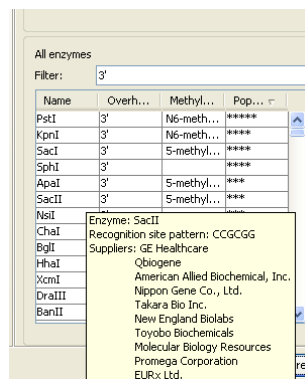 All enzymes
Filter: 3'
Name Overh... Methyl... Pop...
PstI 3' N6-meth... *****
KpnI 3' N6-meth... ****
SacI 3' 5-methyl... ****
SphI 3' ****
ApaI 3' 5-methyl... ***
SacII 3' 5-methyl... ***
NsiI
ChaI
BglI
HhaI
XcmI
DraIII
BanII
Enzyme: SacII
Recognition site pattern: CCGCGG
Suppliers: GE Healthcare
Qbiogene
American Allied Biochemical, Inc.
Nippon Gene Co., Ltd.
Takara Bio Inc.
New England Biolabs
Toyobo Biochemicals
Molecular Biology Resources
Promega Corporation
EURx Ltd.